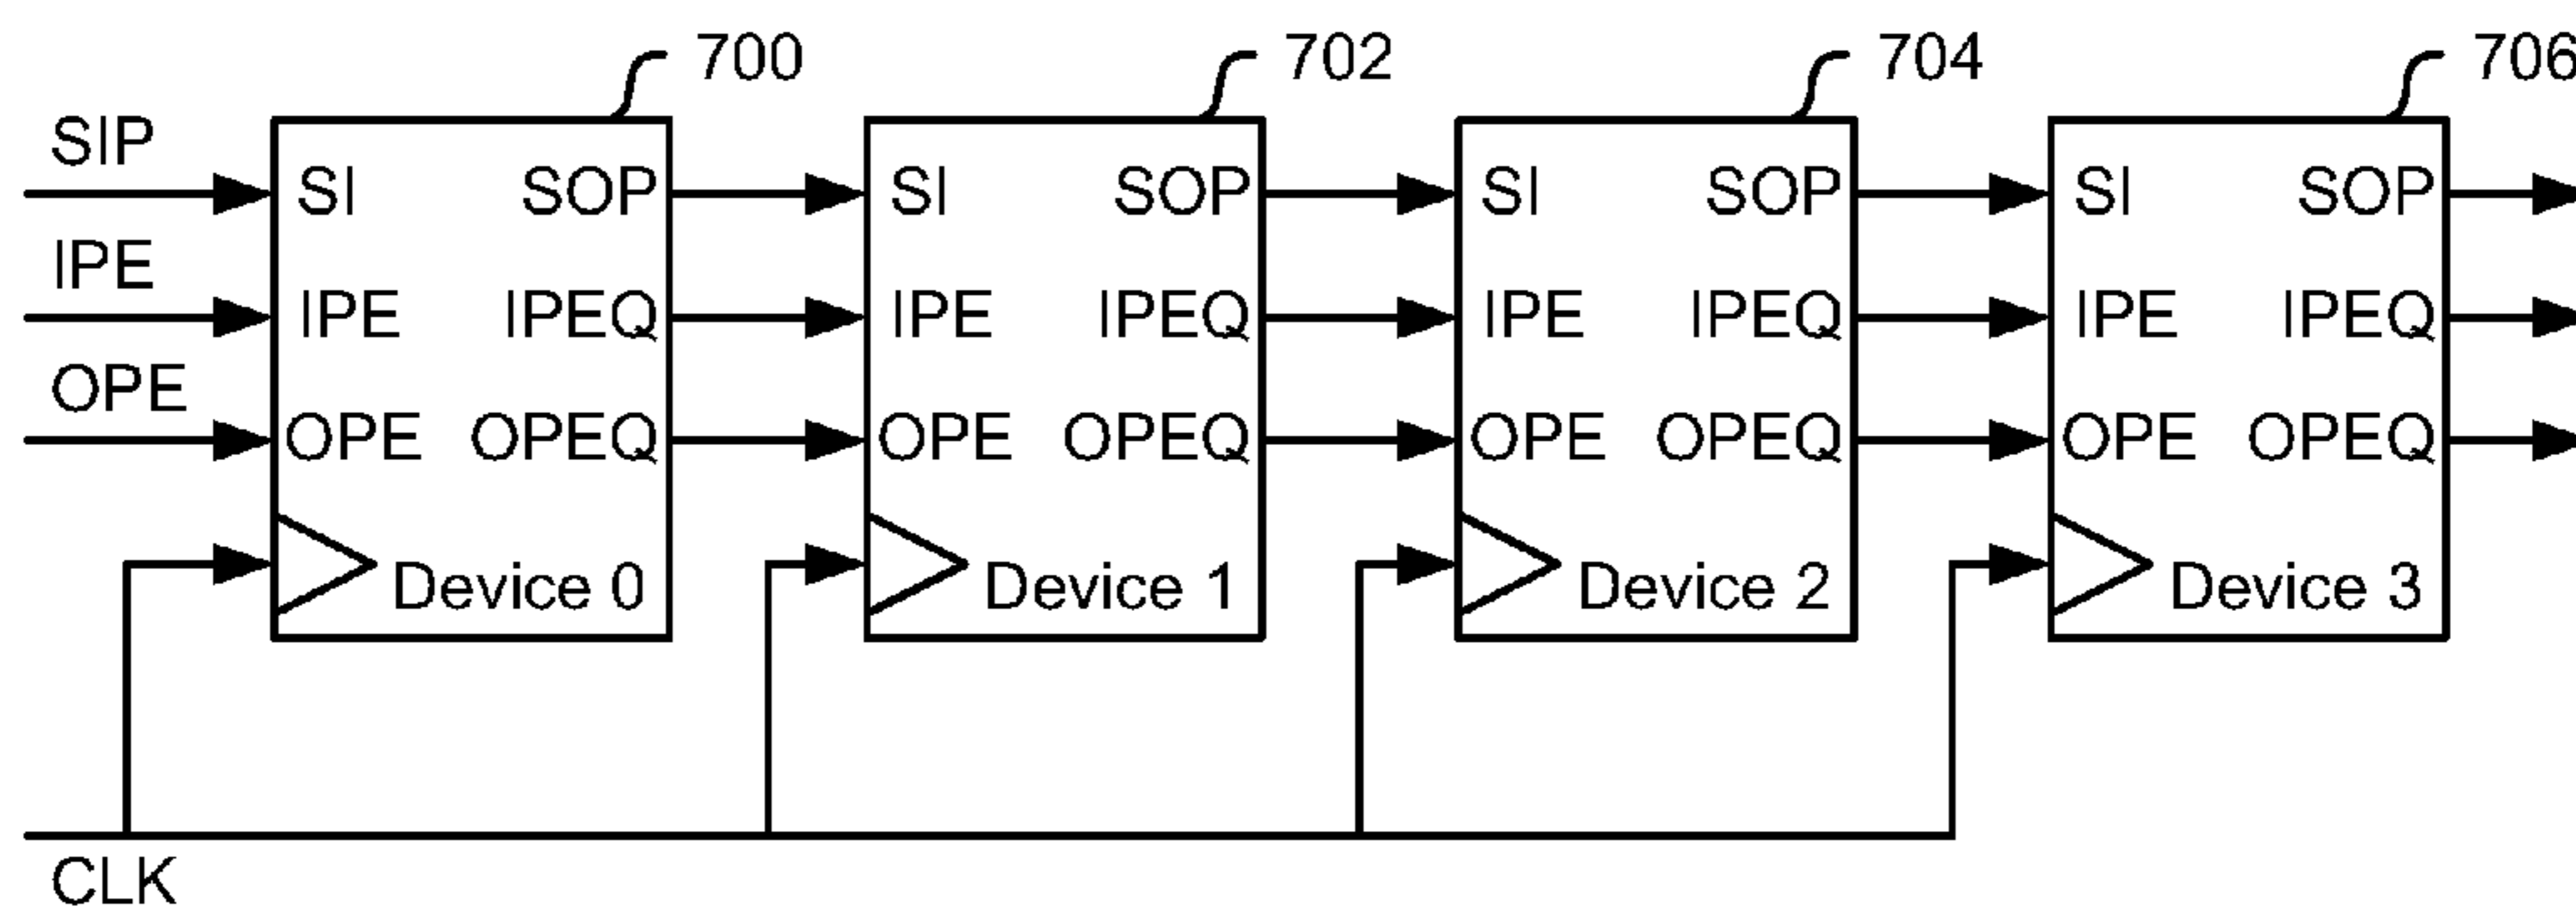 700 702 704 706
SIP
SI SOP SI SOP SI SOP SI SOP
IPE
IPE IPEQ IPE IPEQ IPE IPEQ IPE IPEQ
OPE
OPE OPEQ OPE OPEQ OPE OPEQ OPE OPEQ
Device 0 Device 1 Device 2 Device 3
CLK